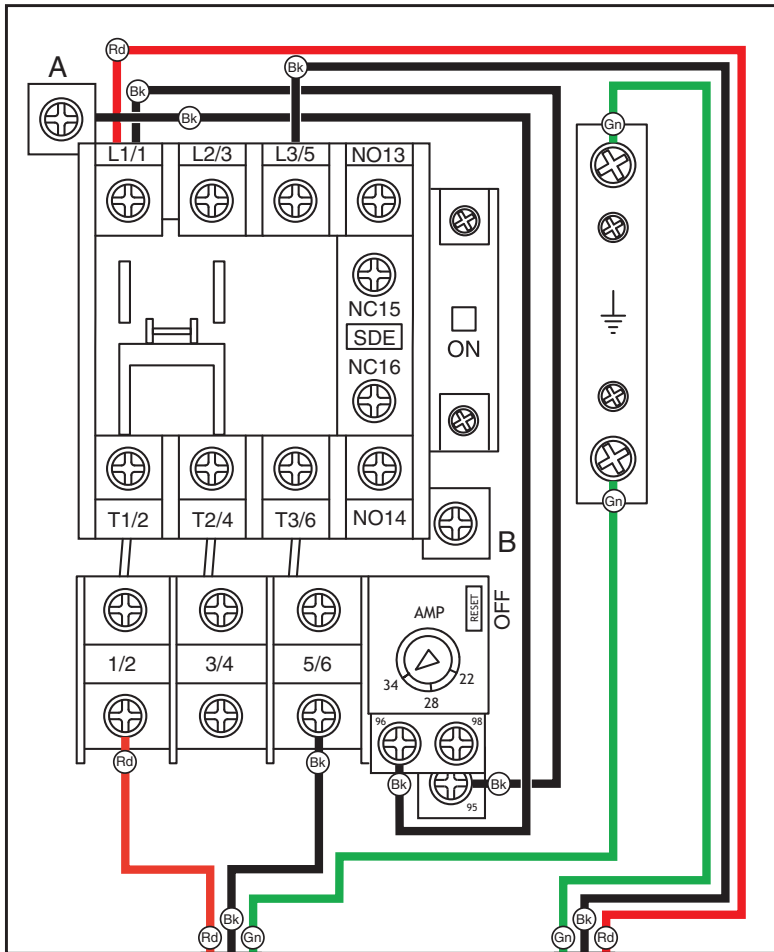 Rd
Bk
A
Bk
Bk
Gn
L1/1 L2/3 L3/5 NO13
NC15
SDE
ON
NC16
T1/2 T2/4 T3/6 NO14
Gn
B
AMP
RESET
OFF
1/2 3/4 5/6
34 22
28
96 98
Rd Bk Bk Bk
95
Bk Bk
Rd Gn Gn Rd